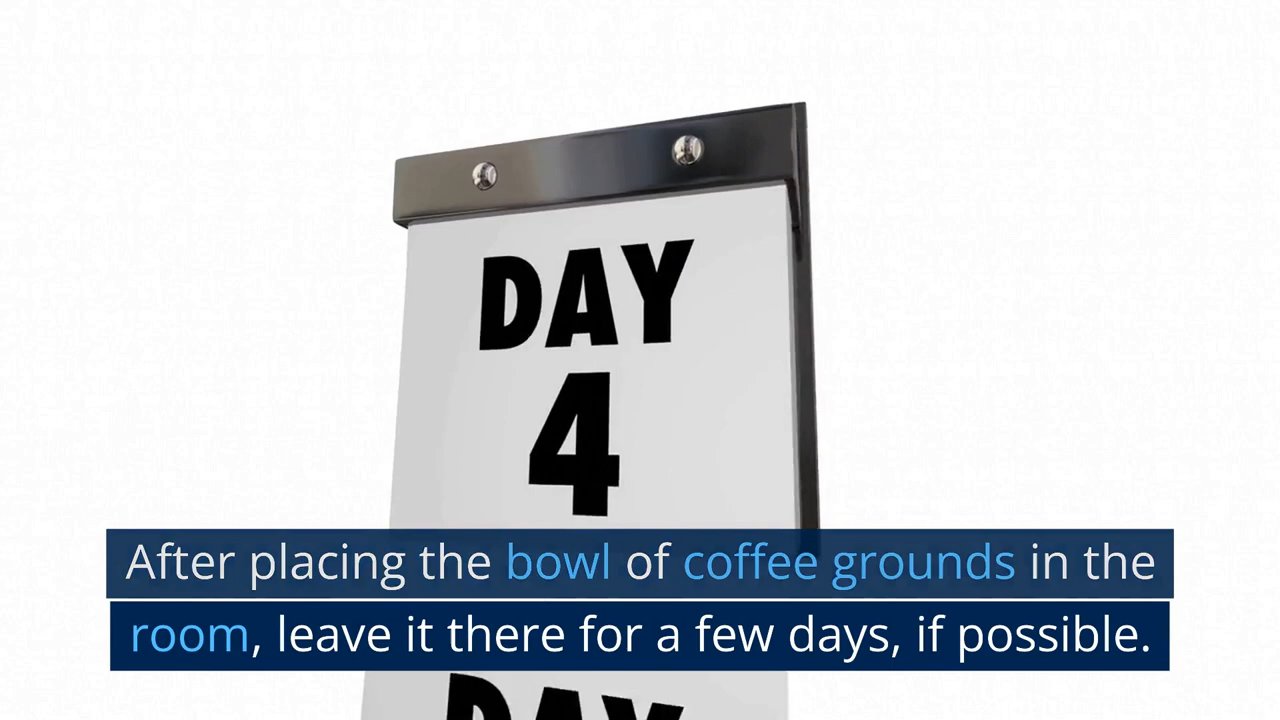 DAY
4
After placing the bowl of coffee grounds in the
room, leave it there for a few days, if possible.
DAY